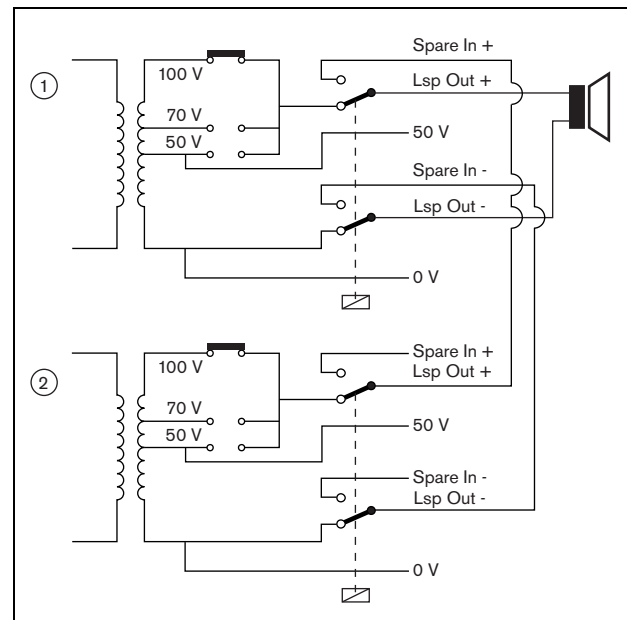 Spare In +
100 V
1
Lsp Out +
70 V
50 V
50 V
Spare In -
Lsp Out -
0 V
Spare In +
100 V
Lsp Out +
2
70 V
50 V
50 V
Spare In -
Lsp Out -
0 V